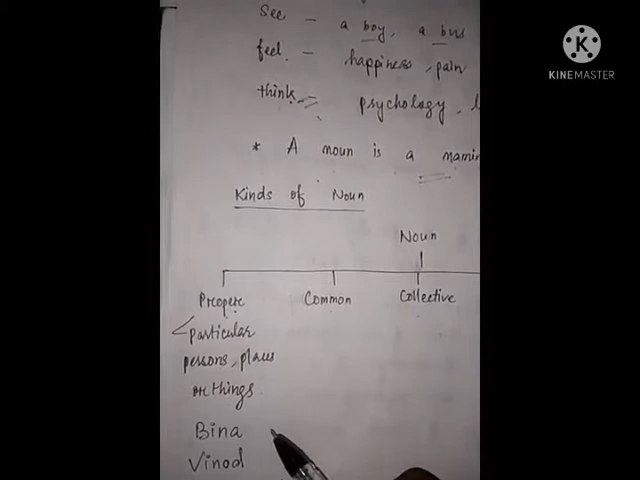 See – a boy, a bus
feel – happiness, pain
think – psychology,
* A noun is a
Kinds of Noun
Noun
Proper Common Collective
particular
persons, places
or things
Bina
Vinod
K
KINEMASTER